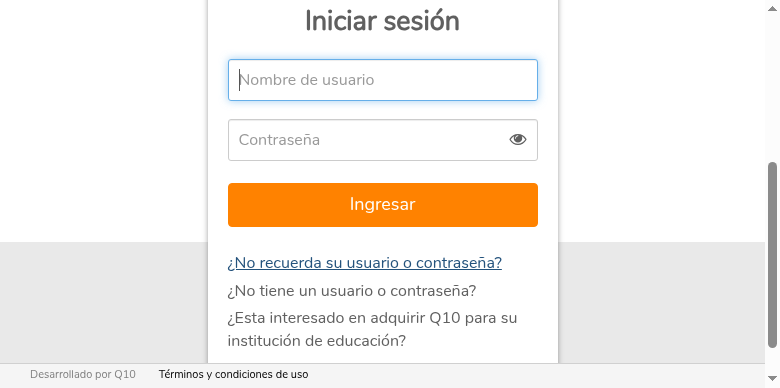 Iniciar sesión
Nombre de usuario
Contraseña
Ingresar
¿No recuerda su usuario o contraseña?
¿No tiene un usuario o contraseña?
¿Esta interesado en adquirir Q10 para su
institución de educación?
Desarrollado por Q10 Términos y condiciones de uso